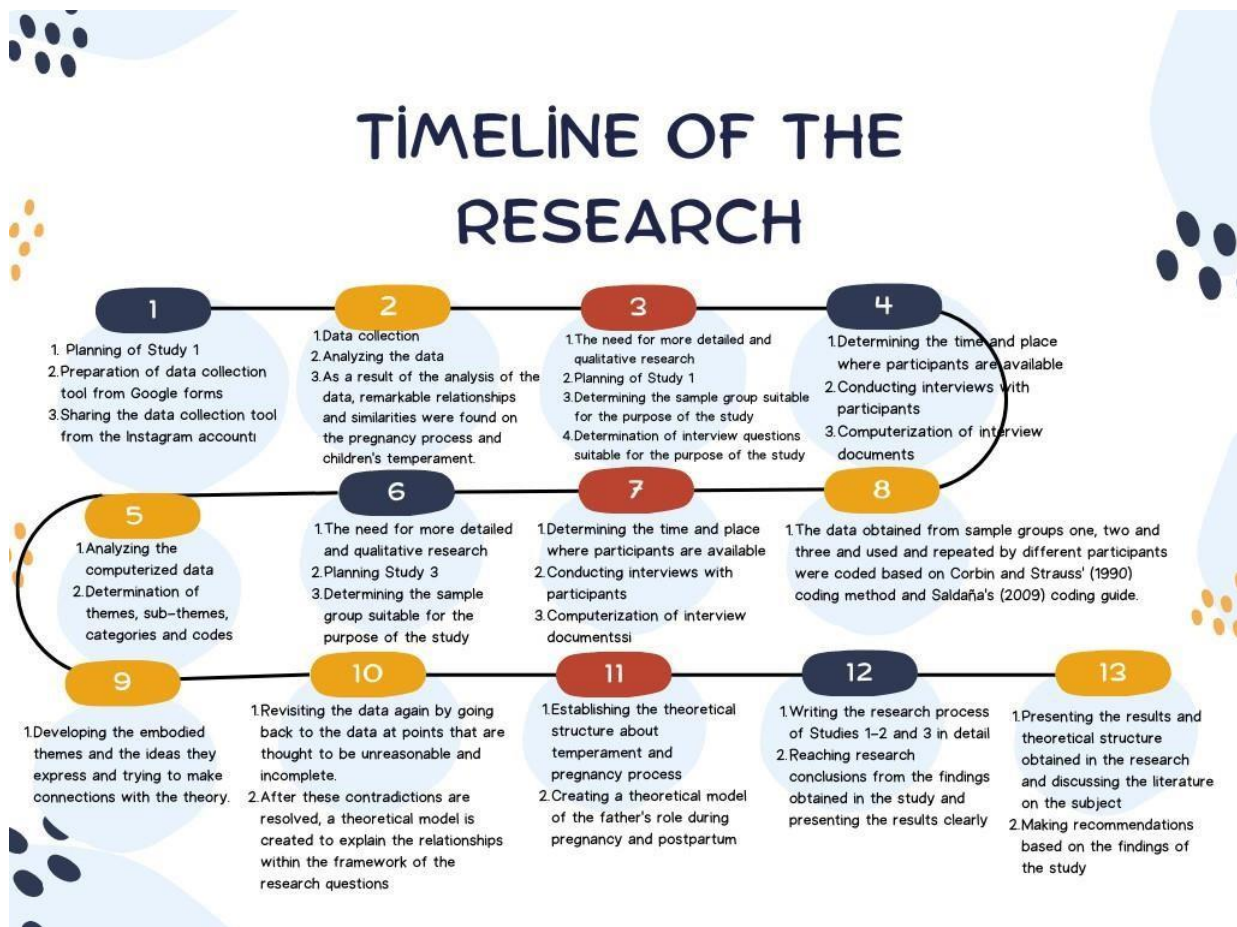 TİMELİNE OF THE
RESEARCH
1
1. Planning of Study 1
2.Preparation of data collection
tool from Google forms
3.Sharing the data collection tool
from the Instagram accountı
2
1.Data collection
2.Analyzing the data
3.As a result of the analysis of the
data, remarkable relationships
and similarities were found on
the pregnancy process and
children's temperament.
3
1.The need for more detailed and
qualitative research
2.Planning of Study 1
3.Determining the sample group suitable
for the purpose of the study
4.Determination of interview questions
suitable for the purpose of the study
4
1.Determining the time and place
where participants are available
2.Conducting interviews with
participants
3.Computerization of interview
documents
5
1.Analyzing the
computerized data
2.Determination of
themes, sub-themes,
categories and codes
6
1.The need for more detailed
and qualitative research
2.Planning Study 3
3.Determining the sample
group suitable for the
purpose of the study
7
1.Determining the time and place
where participants are available
2.Conducting interviews with
participants
3.Computerization of interview
documentssi
8
1.The data obtained from sample groups one, two and
three and used and repeated by different participants
were coded based on Corbin and Strauss' (1990)
coding method and Saldaña's (2009) coding guide.
9
1.Developing the embodied
themes and the ideas they
express and trying to make
connections with the theory.
10
1.Revisiting the data again by going
back to the data at points that are
thought to be unreasonable and
incomplete.
2.After these contradictions are
resolved, a theoretical model is
created to explain the relationships
within the framework of the
research questions
11
1.Establishing the theoretical
structure about
temperament and
pregnancy process
2.Creating a theoretical model
of the father's role during
pregnancy and postpartum
12
1.Writing the research process
of Studies 1-2 and 3 in detail
2.Reaching research
conclusions from the findings
obtained in the study and
presenting the results clearly
13
1.Presenting the results and
theoretical structure
obtained in the research
and discussing the literature
on the subject
2.Making recommendations
based on the findings of
the study